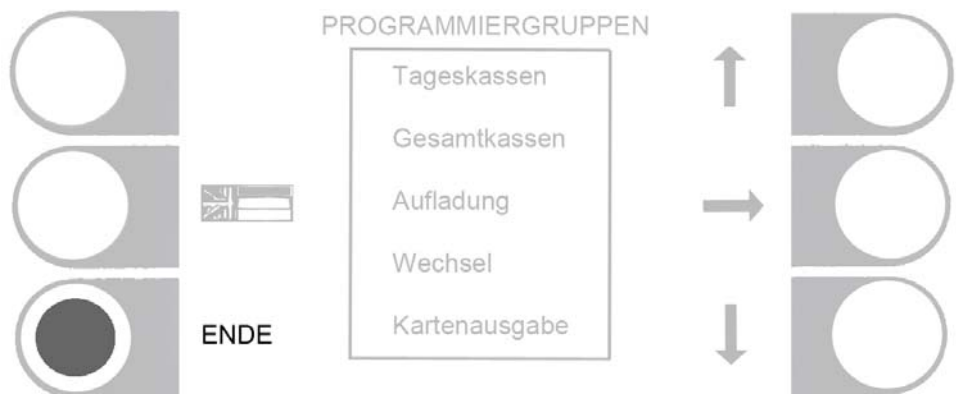 PROGRAMMIERGRUPPEN
Tageskassen
Gesamtkassen
Aufladung
Wechsel
ENDE
Kartenausgabe